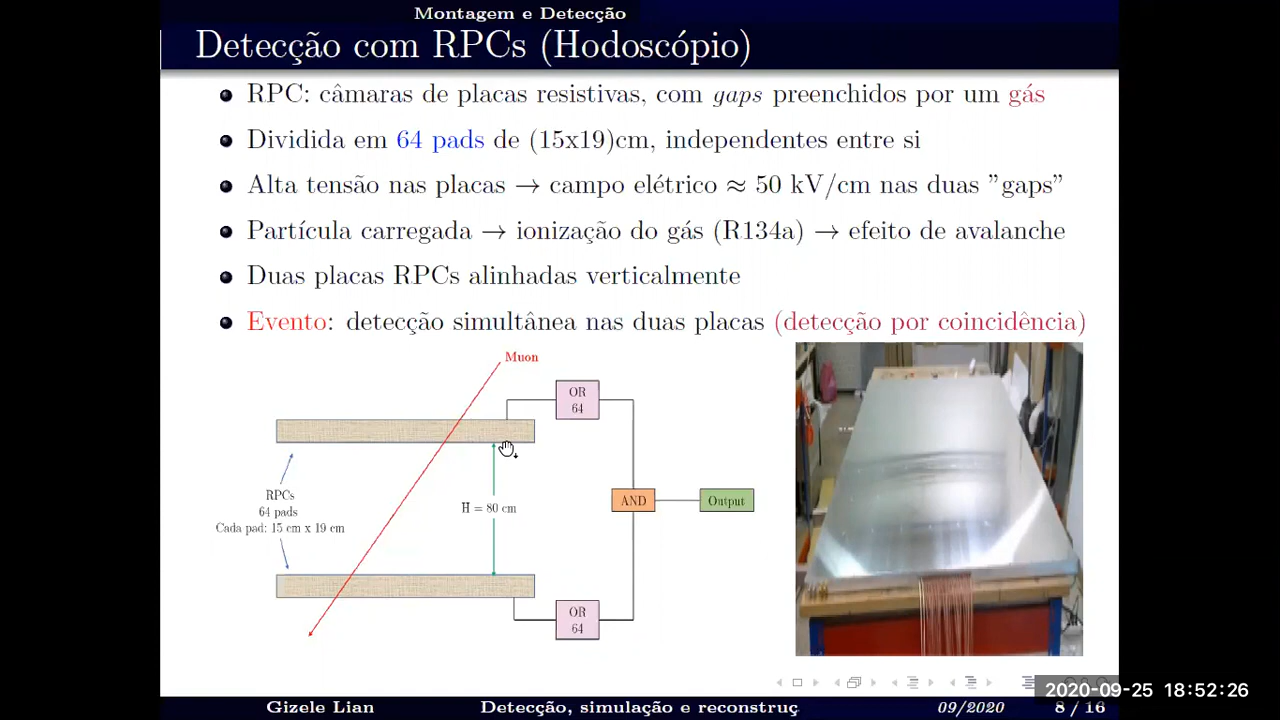 Montagem e Detecção
Detecção com RPCs (Hodoscópio)
RPC: câmaras de placas resistivas, com gaps preenchidos por um gás
Dividida em 64 pads de (15x19)cm, independentes entre si
Alta tensão nas placas → campo elétrico ≈ 50 kV/cm nas duas ”gaps”
Partícula carregada → ionização do gás (R134a) → efeito de avalanche
Duas placas RPCs alinhadas verticalmente
Evento: detecção simultânea nas duas placas (detecção por coincidência)
Muon
OR
64
RPCs
64 pads
Cada pad: 15 cm x 19 cm
H = 80 cm
AND
Output
OR
64
2020-09-25 18:52:26
Gizele Lian
Detecção, simulação e reconstruç
09/2020
8 / 16